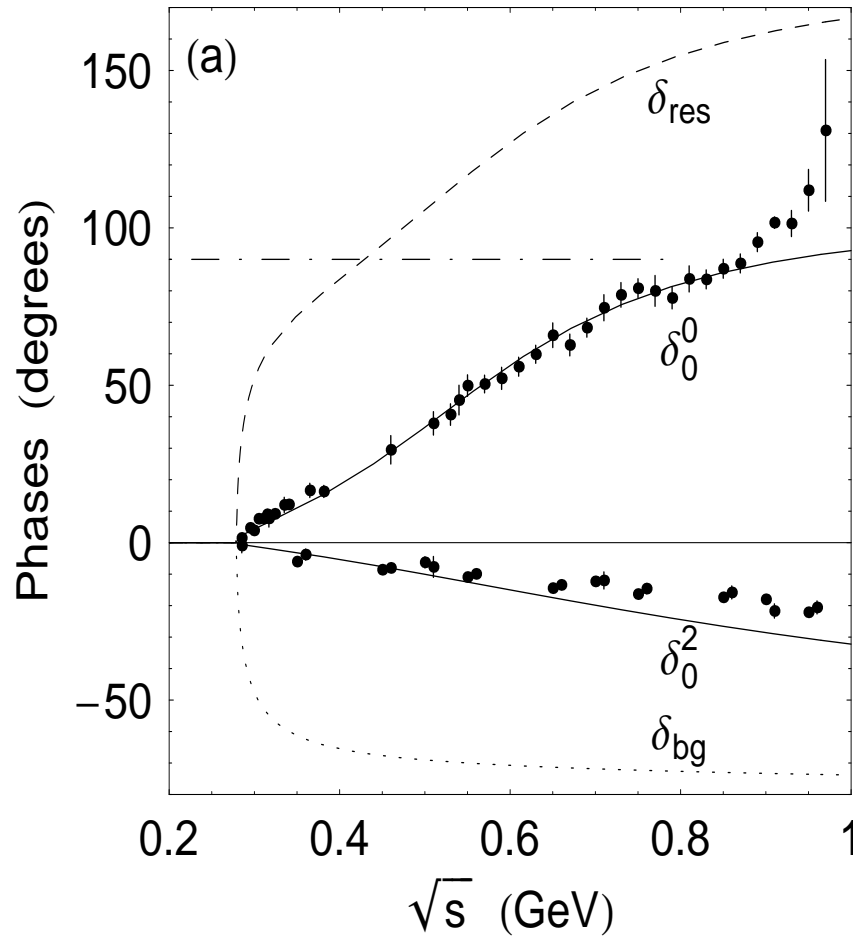 (a)
150
100
50
0
−50
Phases (degrees)
δres
δ₀⁰
δ₀²
δbg
0.2 0.4 0.6 0.8 1
√s (GeV)